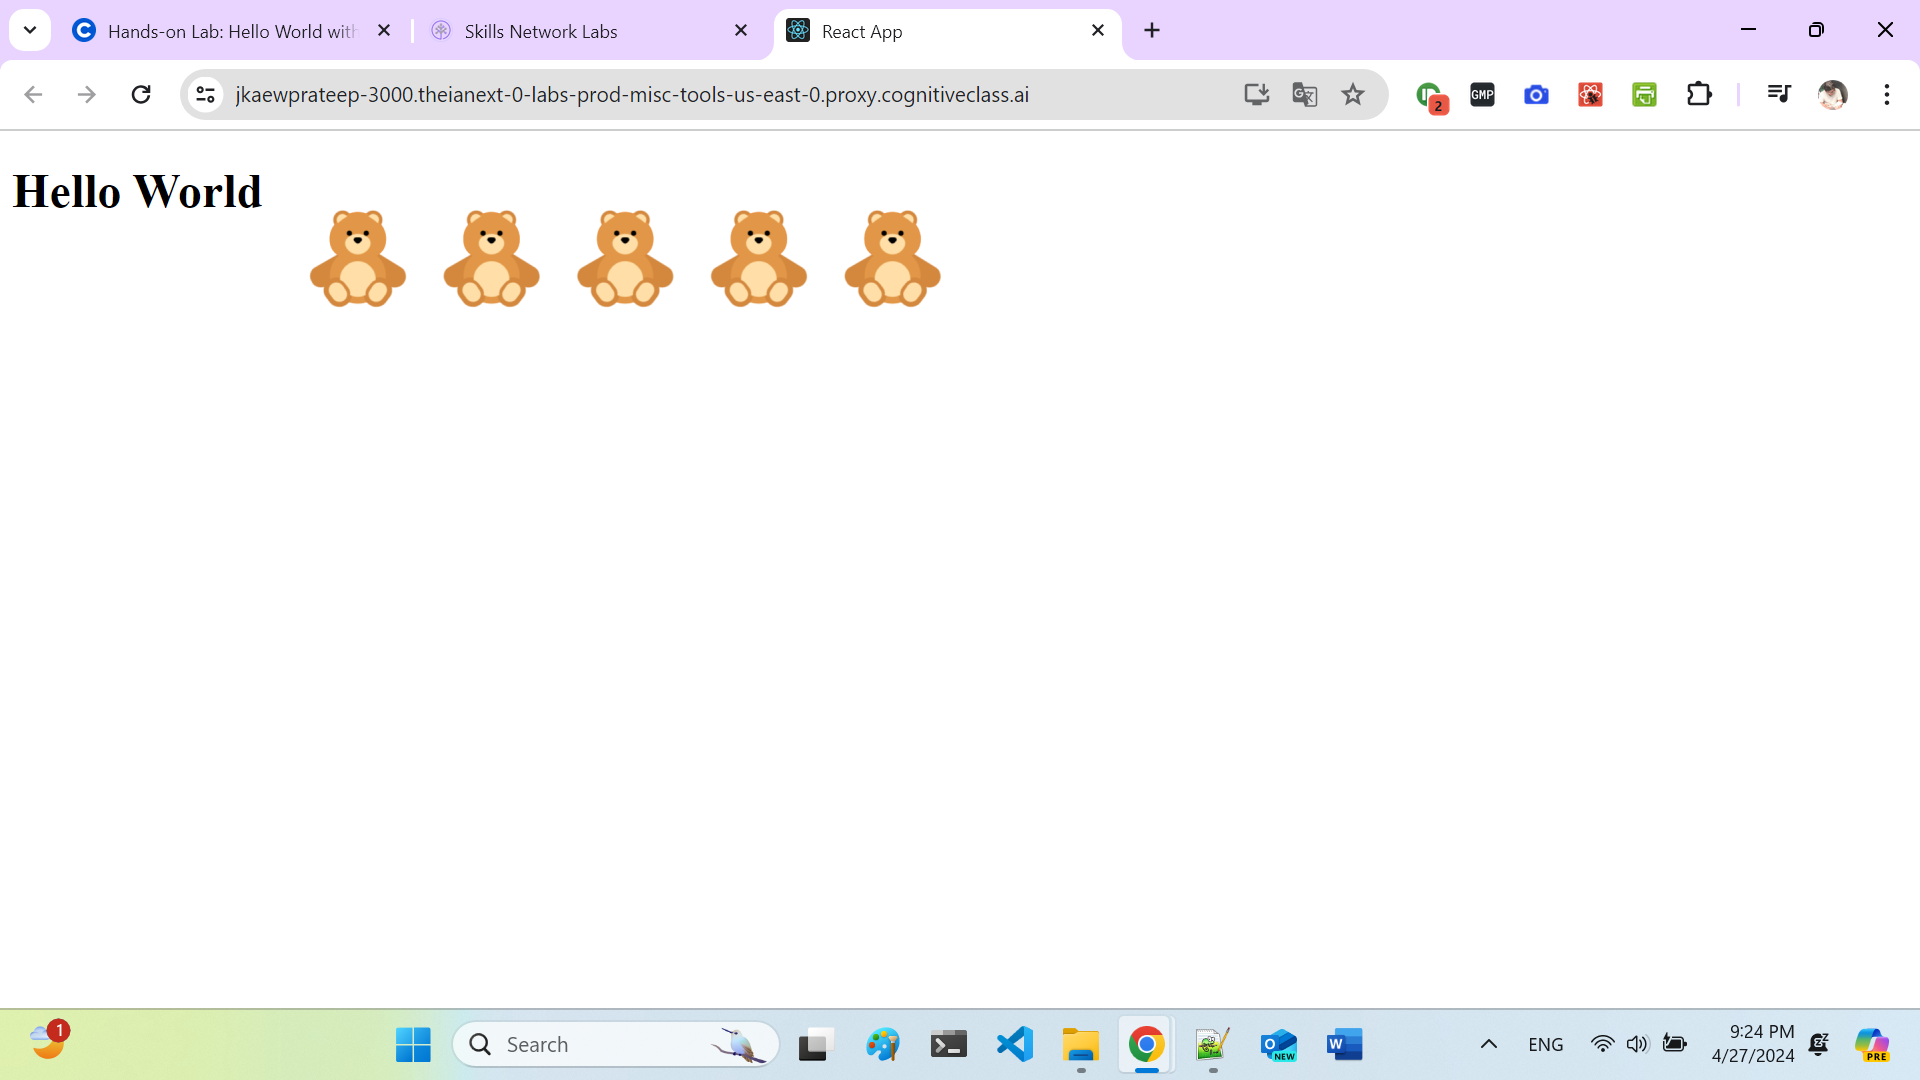 Hands-on Lab: Hello World with
Skills Network Labs
React App
jkaewprateep-3000.theianext-0-labs-prod-misc-tools-us-east-0.proxy.cognitiveclass.ai
2
GMP
Hello World
1
Search
NEW
W
ENG
9:24 PM
4/27/2024
PRE